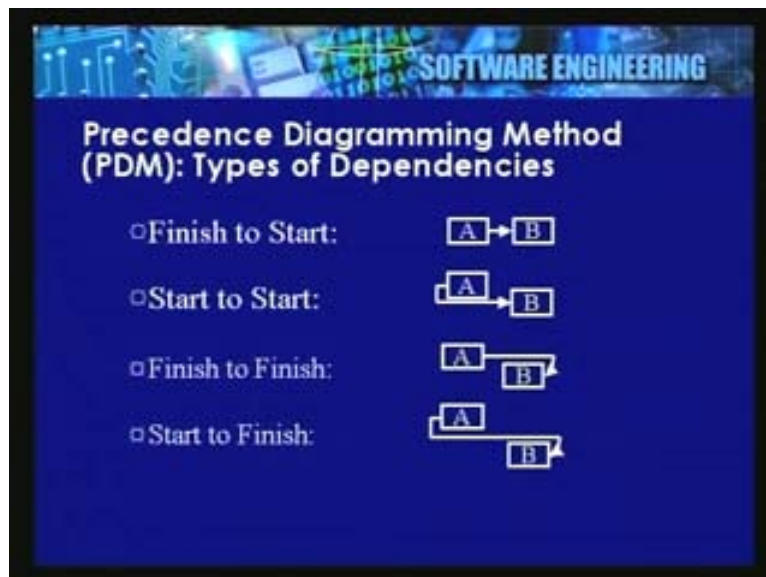 SOFTWARE ENGINEERING
Precedence Diagramming Method
(PDM): Types of Dependencies
Finish to Start: A B
Start to Start: A B
Finish to Finish: A B
Start to Finish: A B